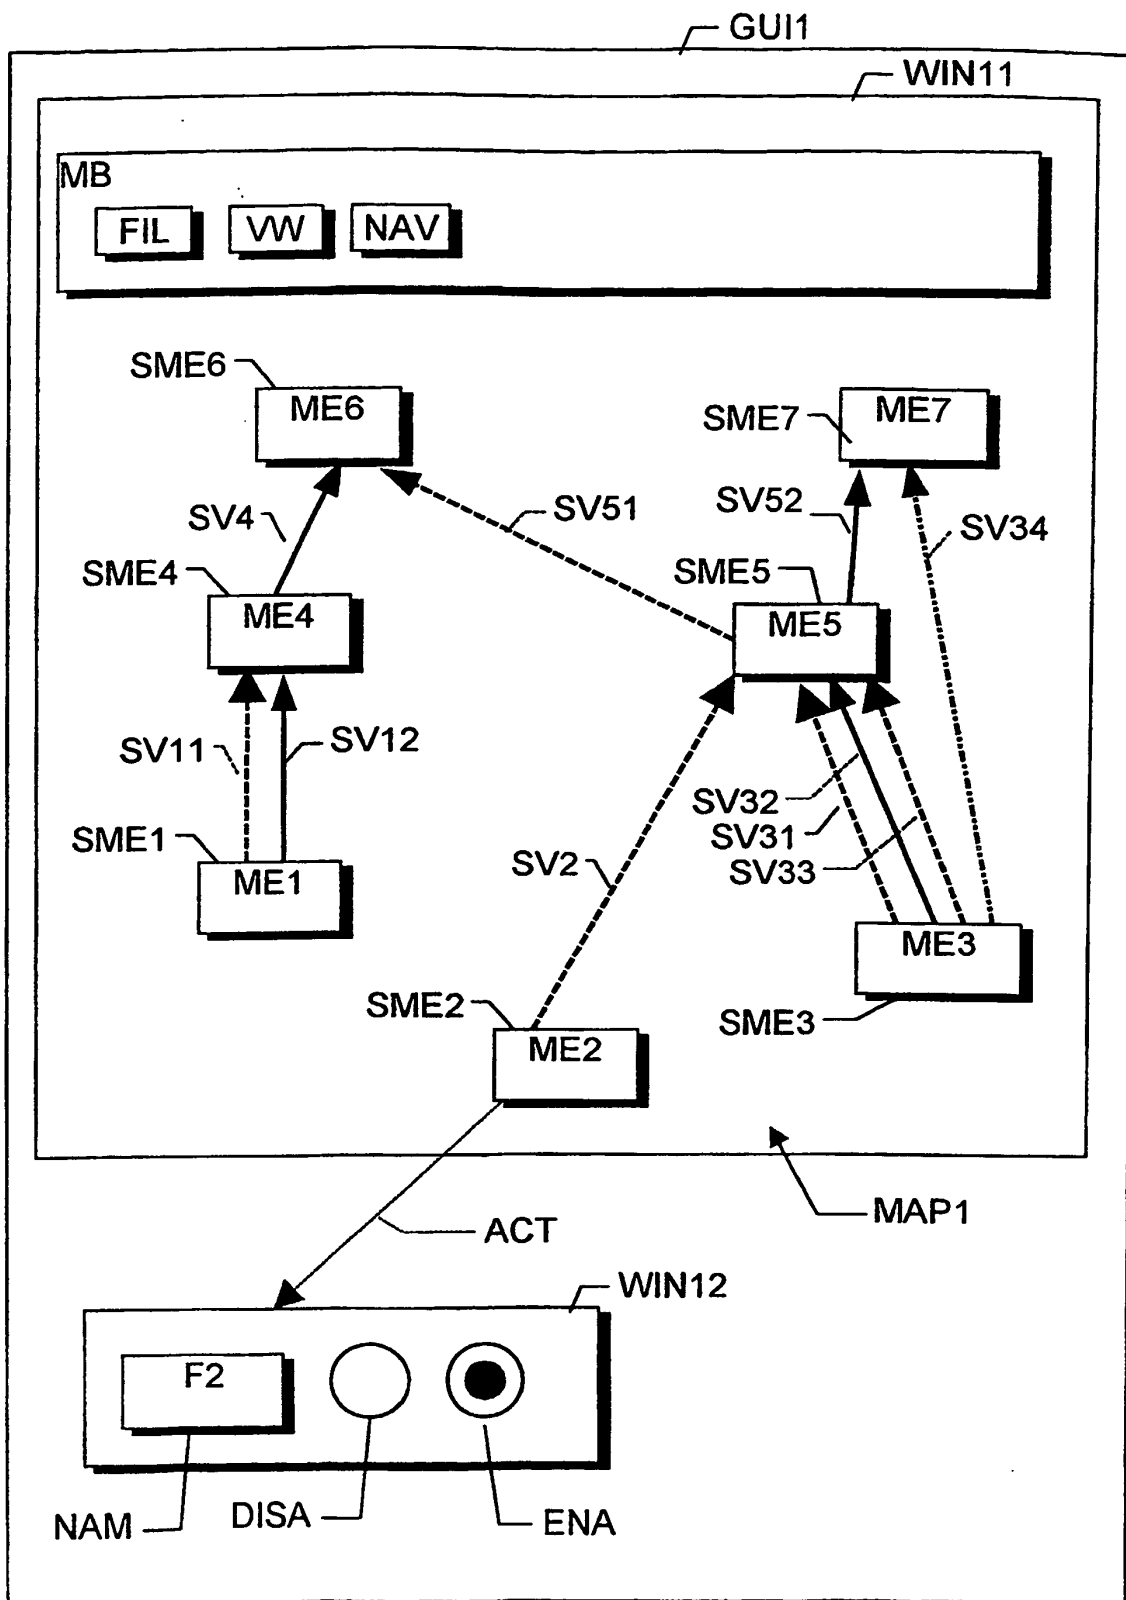 GUI1
WIN11
MB
FIL VW NAV
SME6
ME6
SME7
ME7
SV4
SV51
SV52
SV34
SME4
ME4
SME5
ME5
SV11
SV12
SV32
SV31
SV33
SME1
ME1
SV2
ME3
SME2
SME3
ME2
MAP1
ACT
WIN12
F2
NAM
DISA
ENA